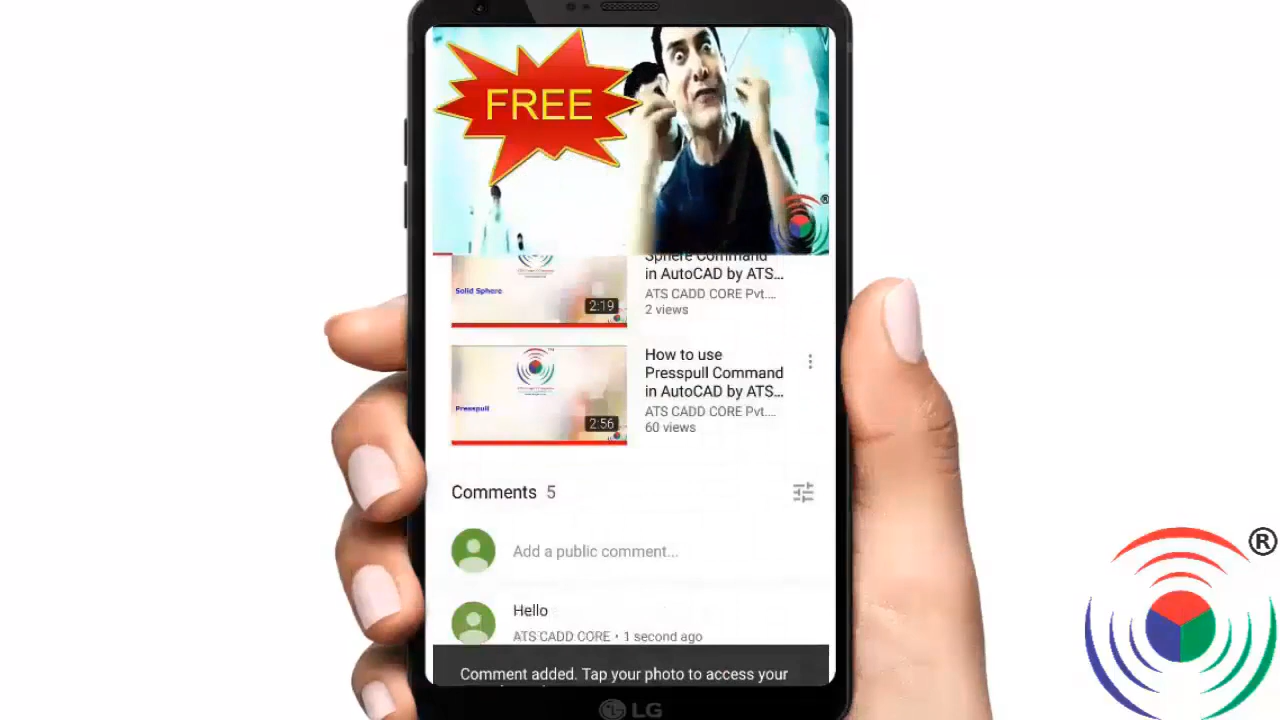 FREE
®
Sphere Command
in AutoCAD by ATS...
ATS CADD CORE Pvt....
2 views
Solid Sphere
2:19
How to use
Presspull Command
in AutoCAD by ATS...
ATS CADD CORE Pvt....
60 views
Presspull
2:56
Comments 5
Add a public comment...
Hello
ATS CADD CORE • 1 second ago
Comment added. Tap your photo to access your
LG
®